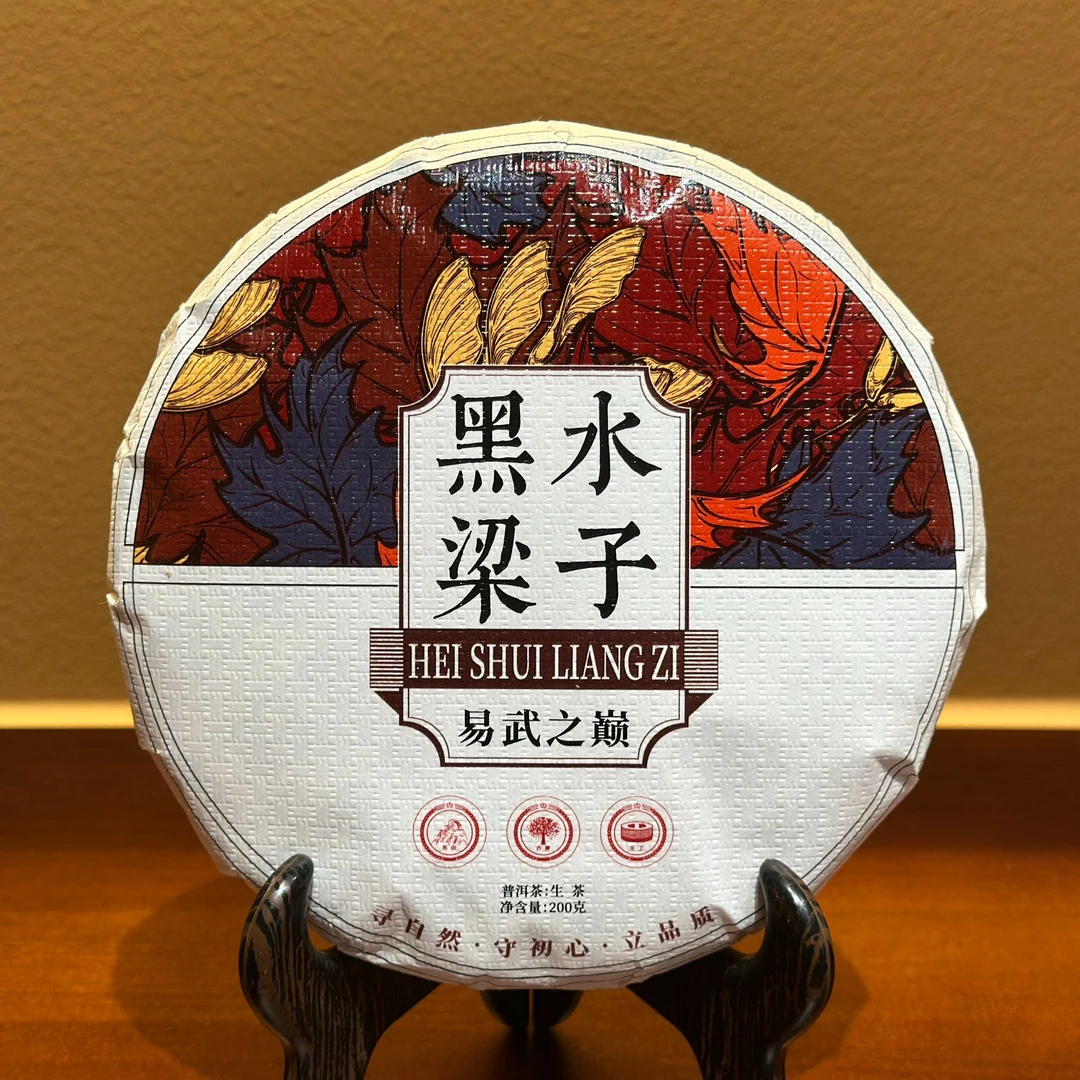 黑水
梁子
HEI SHUI LIANG ZI
易武之巅
普洱茶:生 茶
净含量:200克
寻自然·守初心·立品质